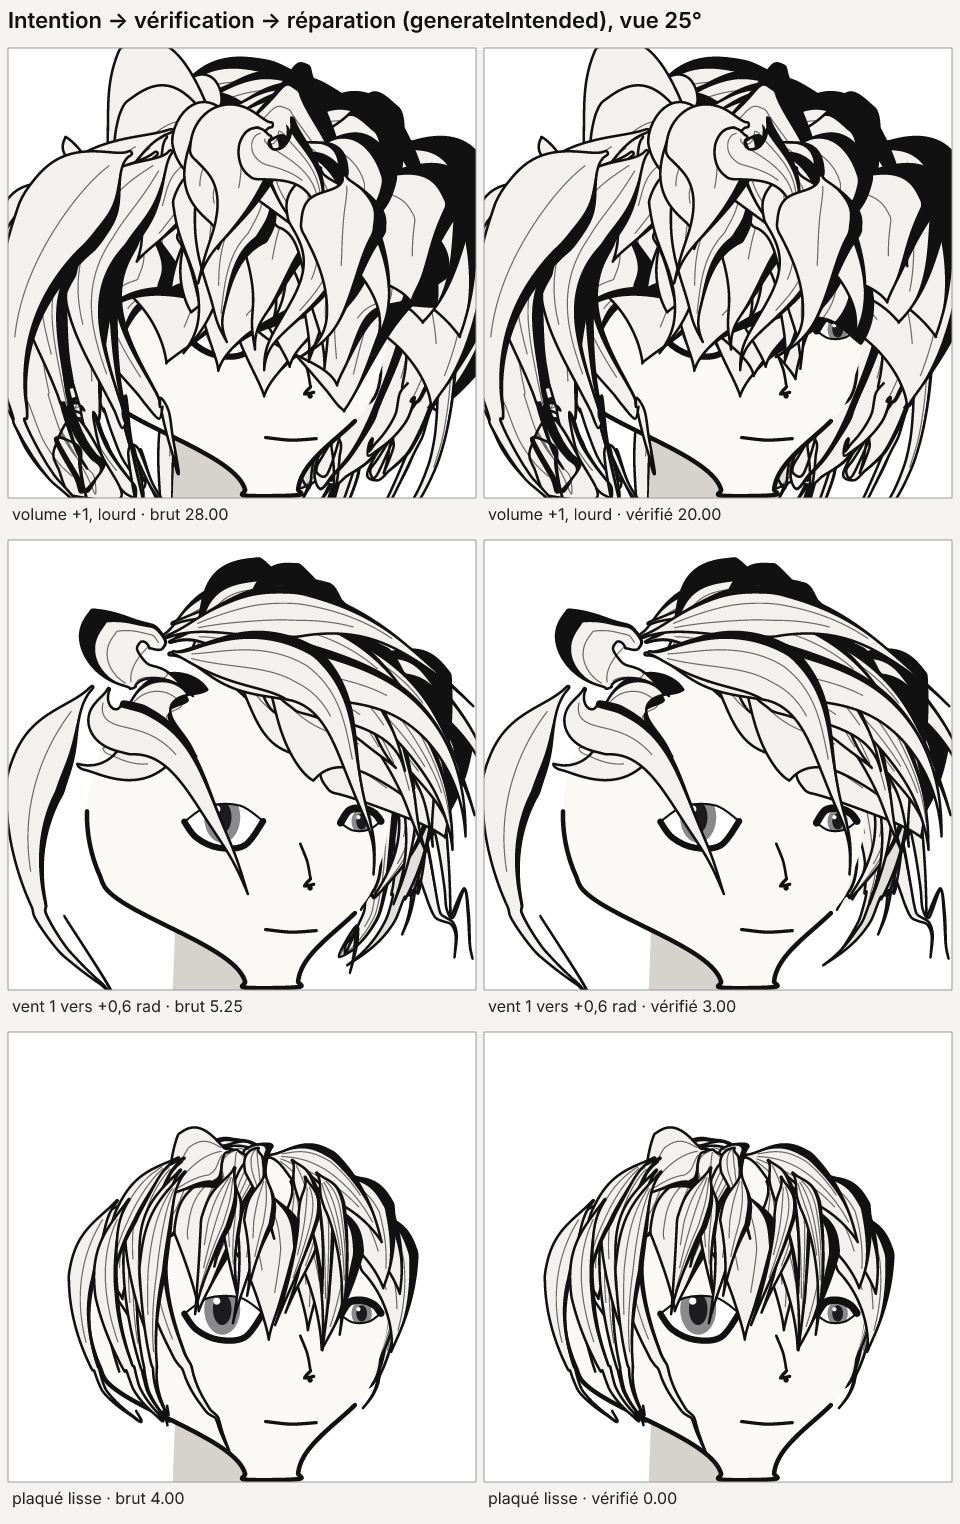 Intention → vérification → réparation (generateIntended), vue 25°
volume +1, lourd · brut 28.00
volume +1, lourd · vérifié 20.00
vent 1 vers +0,6 rad · brut 5.25
vent 1 vers +0,6 rad · vérifié 3.00
plaqué lisse · brut 4.00
plaqué lisse · vérifié 0.00